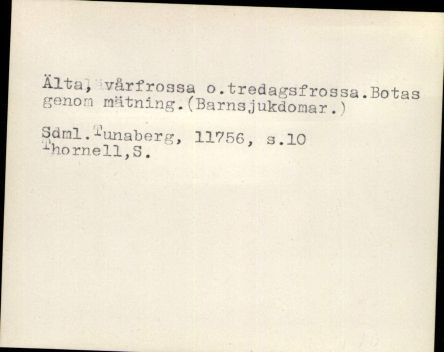 Älta, vårfrossa o.tredagsfrossa.Botas
genom mätning.(Barnsjukdomar.)
Sdml.Tunaberg, 11756, s.10
Thornell,S.